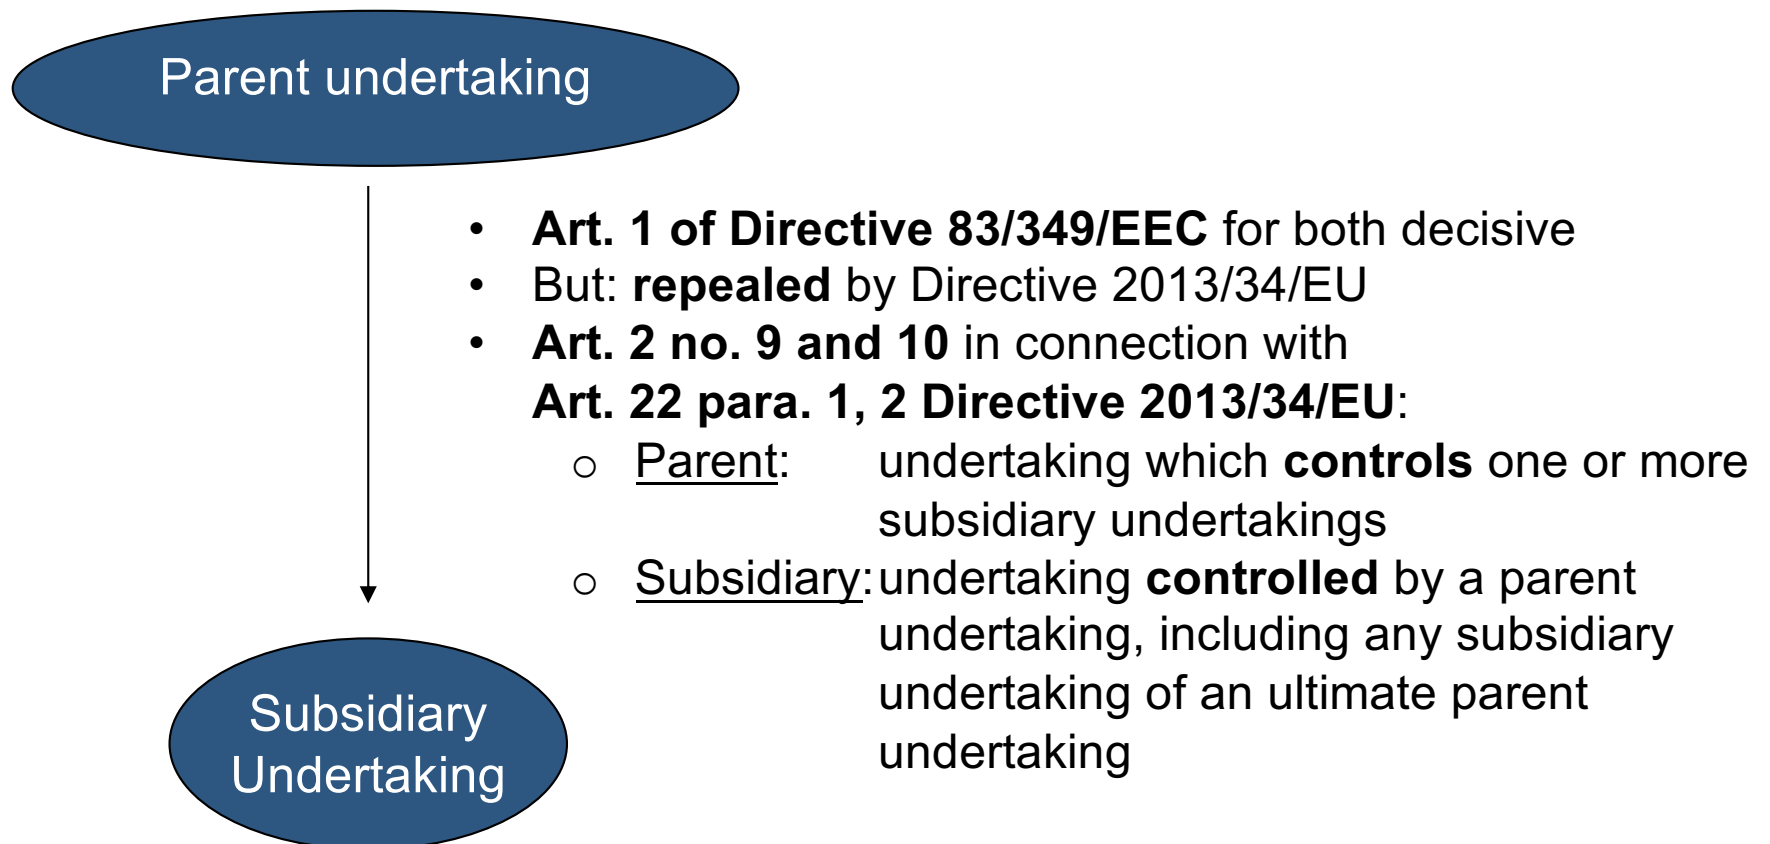 Parent undertaking
• Art. 1 of Directive 83/349/EEC for both decisive
• But: repealed by Directive 2013/34/EU
• Art. 2 no. 9 and 10 in connection with
Art. 22 para. 1, 2 Directive 2013/34/EU:
○ Parent: undertaking which controls one or more
subsidiary undertakings
○ Subsidiary: undertaking controlled by a parent
undertaking, including any subsidiary
undertaking of an ultimate parent
undertaking
Subsidiary
Undertaking